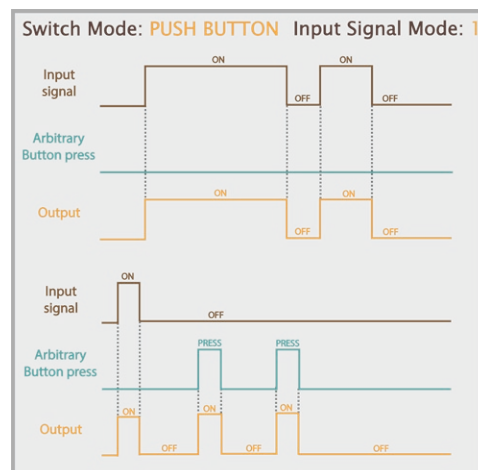 Switch Mode: PUSH BUTTON Input Signal Mode: 1
ON ON
Input
signal
OFF OFF
Arbitrary
Button press
ON ON
Output
OFF OFF
ON
Input
signal
OFF
PRESS PRESS
Arbitrary
Button press
ON ON ON
Output
OFF OFF OFF